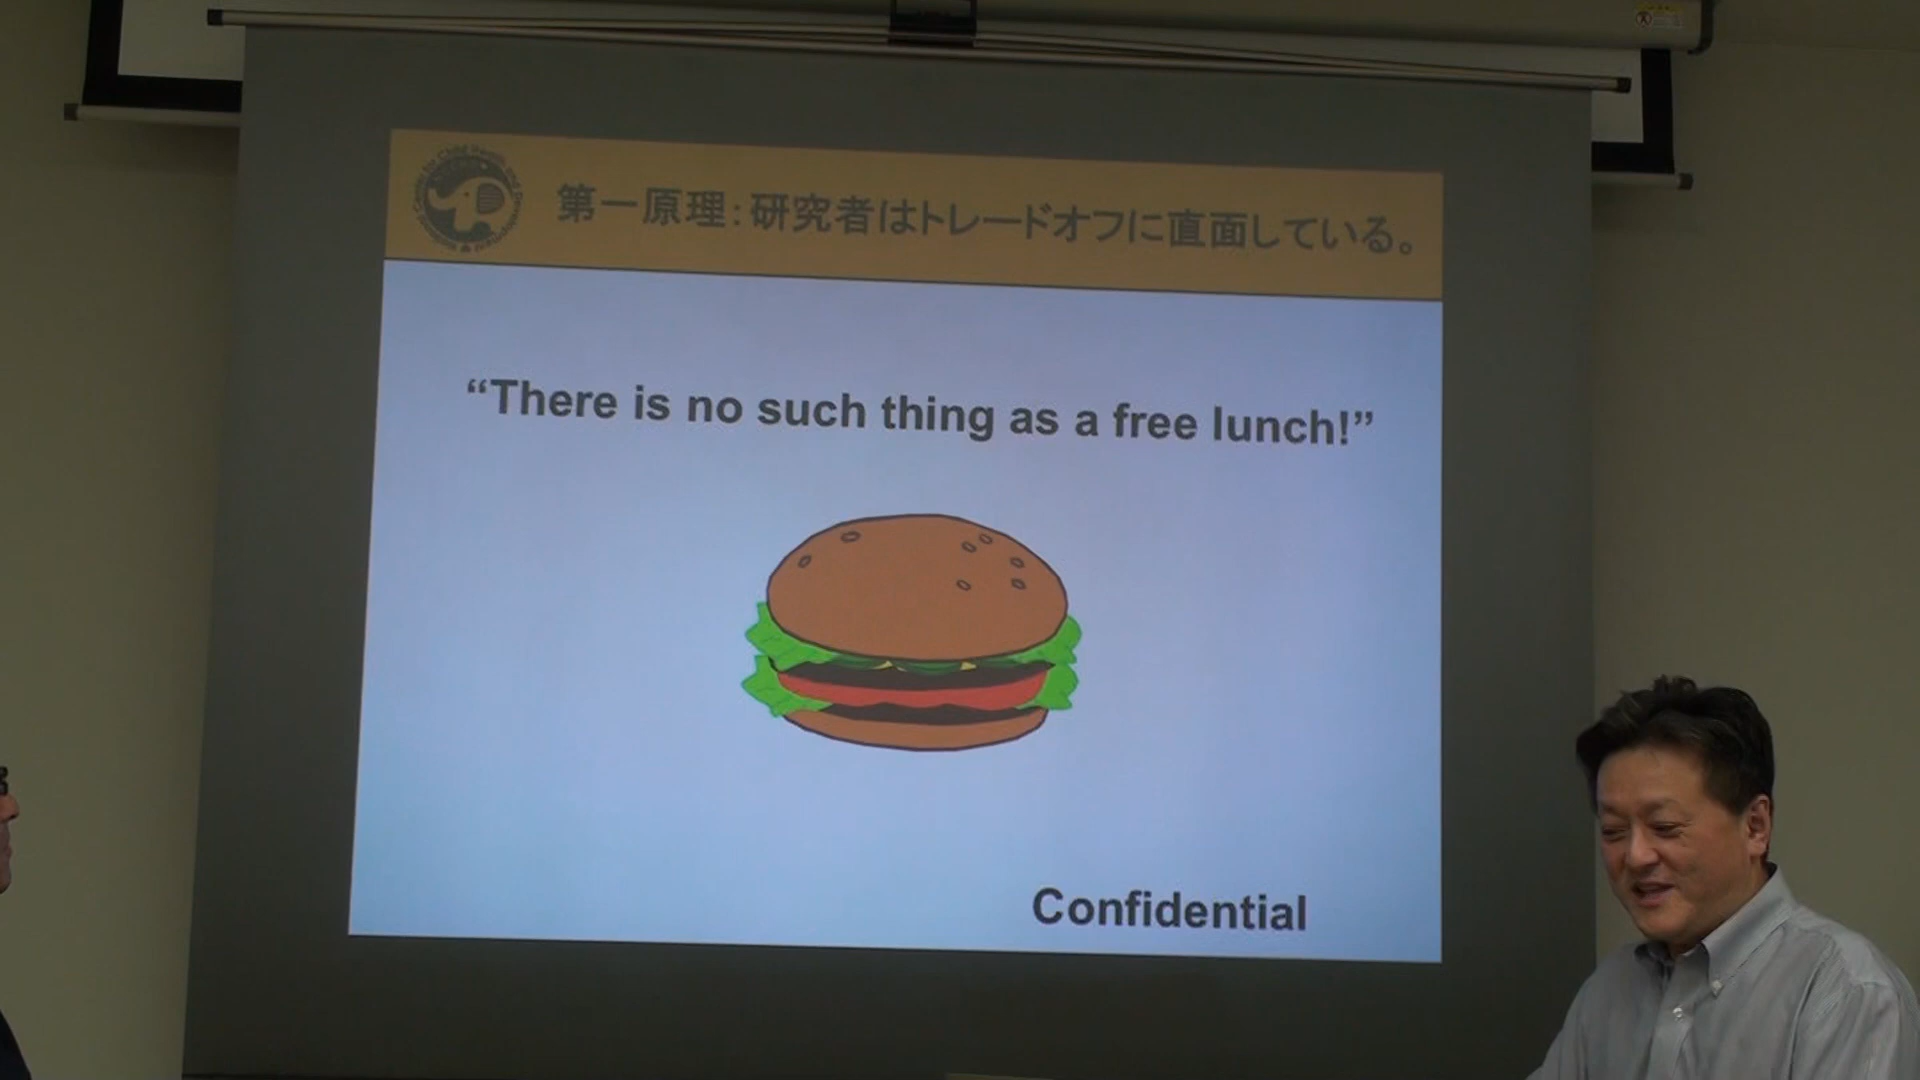 第一原理：研究者はトレードオフに直面している。
“There is no such thing as a free lunch!”
Confidential